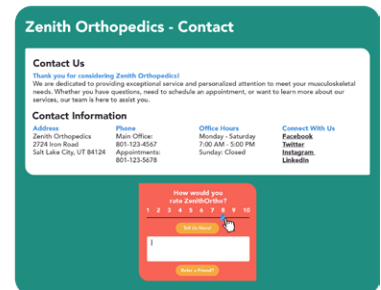 Zenith Orthopedics - Contact
Contact Us
Thank you for considering Zenith Orthopedics!
We are dedicated to providing exceptional service and personalized attention to meet your musculoskeletal
needs. Whether you have questions, need to schedule an appointment, or want to learn more about our
services, our team is here to assist you.
Contact Information
Address
Zenith Orthopedics
2724 Iron Road
Salt Lake City, UT 84124
Phone
Main Office:
801-123-4567
Appointments:
801-123-5678
Office Hours
Monday - Saturday
7:00 AM - 5:00 PM
Sunday: Closed
Connect With Us
Facebook
Twitter
Instagram
LinkedIn
How would you
rate ZenithOrtho?
1 2 3 4 5 6 7 8 9 10
Tell Us More!
Refer a Friend?